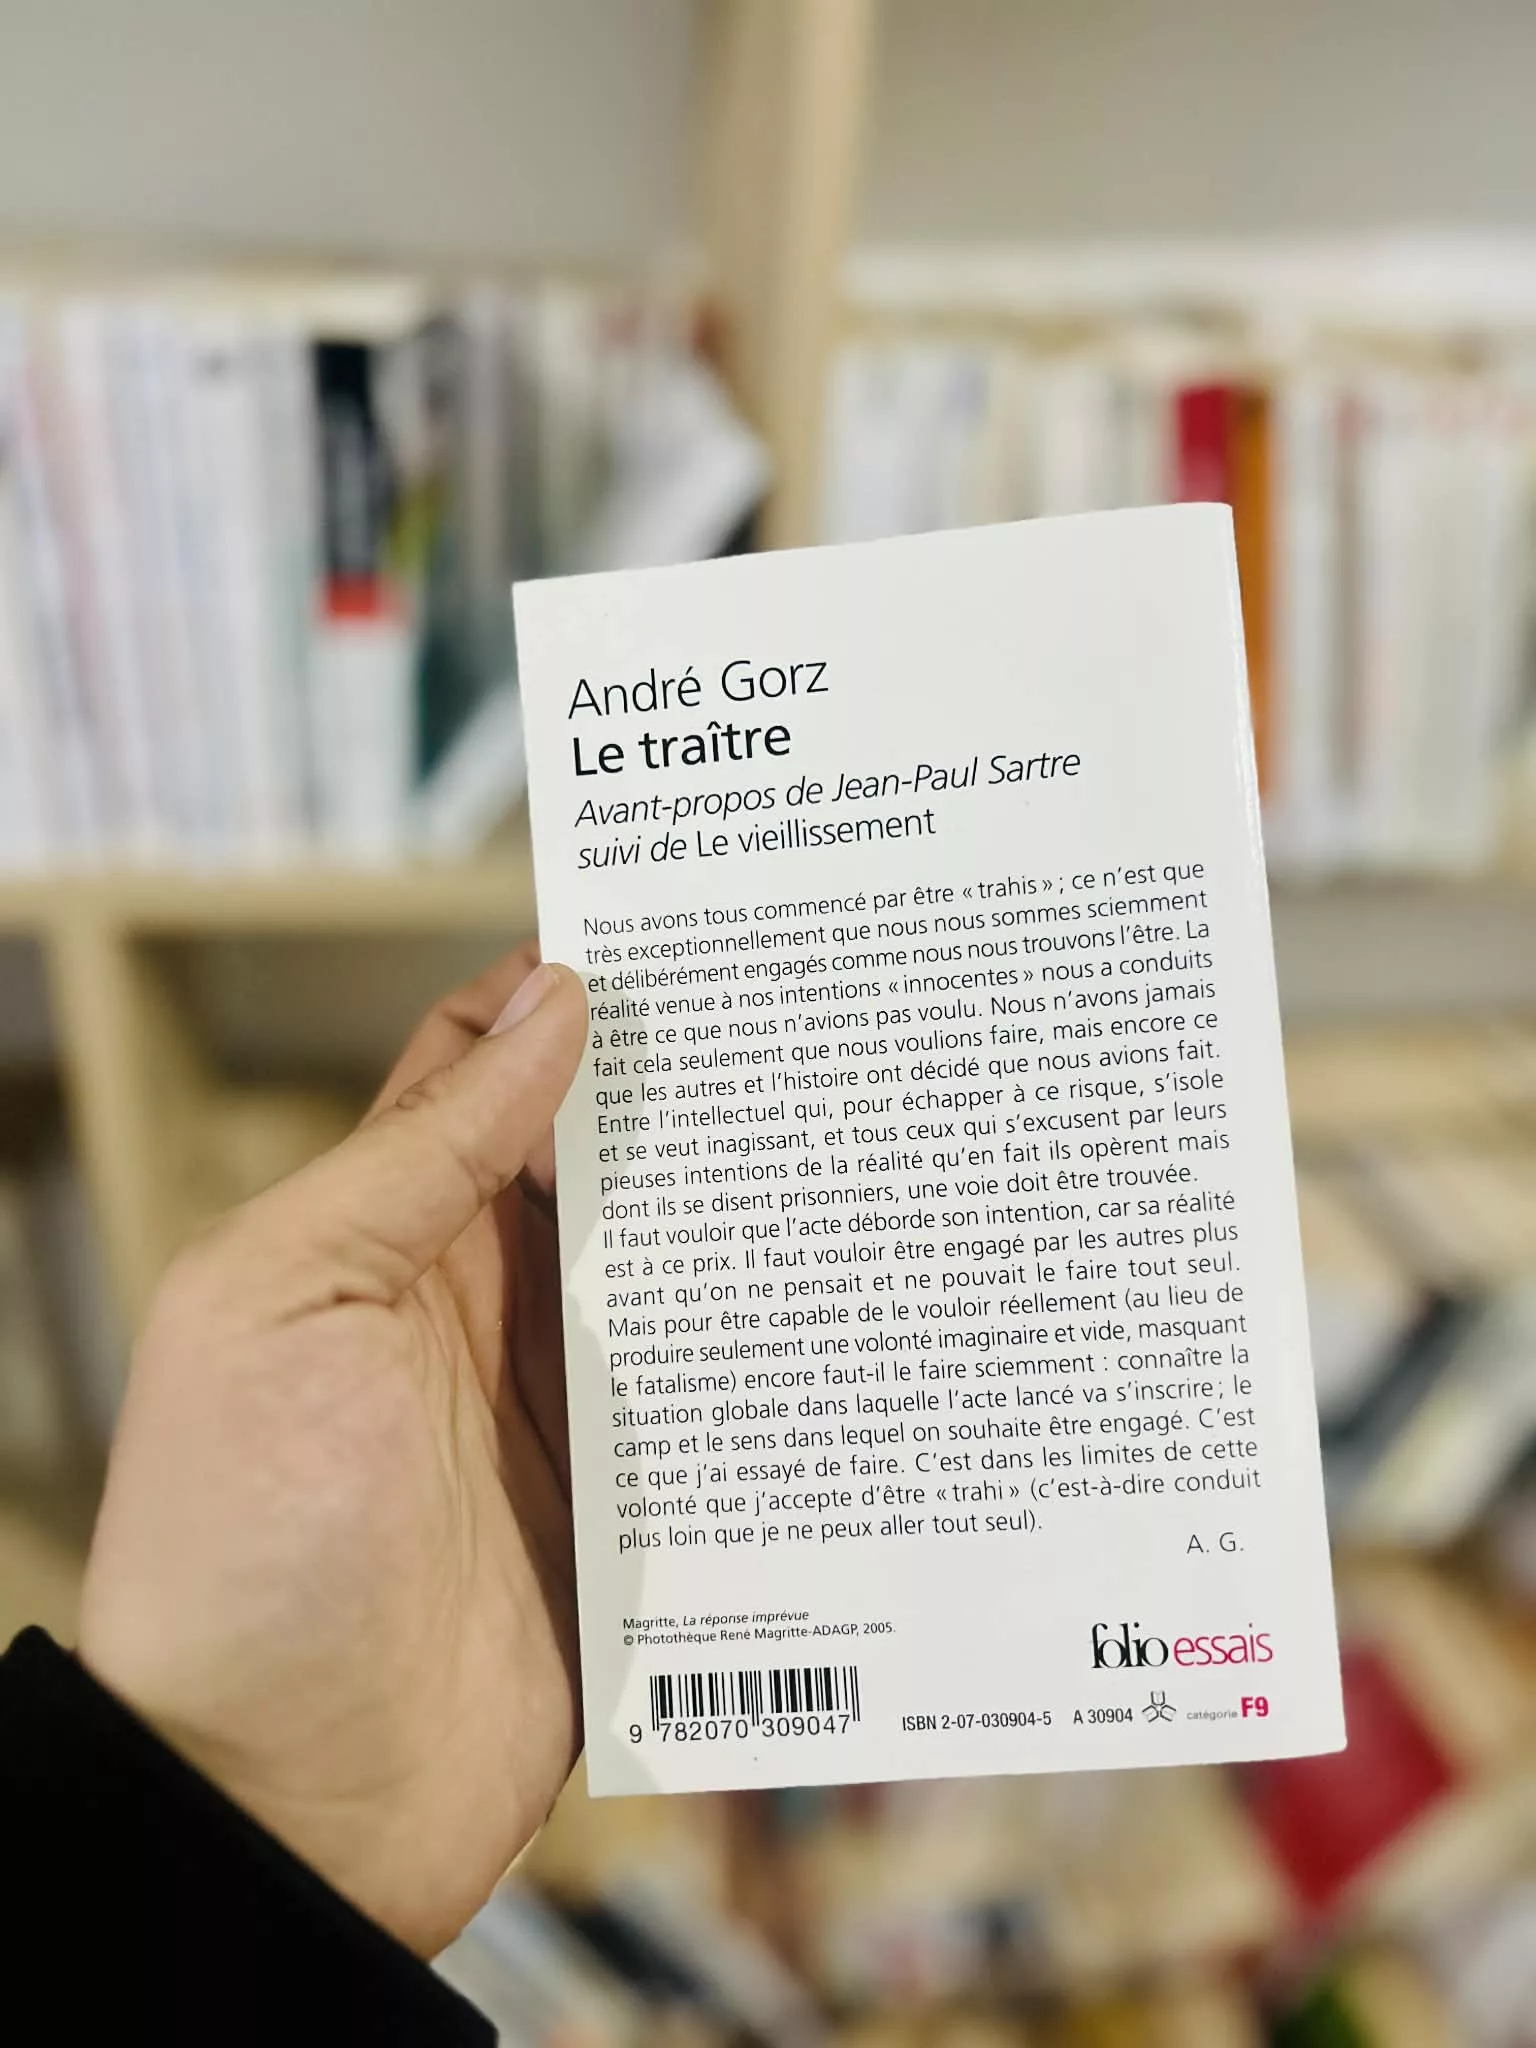 André Gorz
Le traître
Avant-propos de Jean-Paul Sartre
suivi de Le vieillissement
Nous avons tous commencé par être « trahis » ; ce n'est que
très exceptionnellement que nous nous sommes sciemment
et délibérément engagés comme nous nous trouvons l'être. La
réalité venue à nos intentions « innocentes » nous a conduits
à être ce que nous n'avions pas voulu. Nous n'avons jamais
fait cela seulement que nous voulions faire, mais encore ce
que les autres et l'histoire ont décidé que nous avions fait.
Entre l'intellectuel qui, pour échapper à ce risque, s'isole
et se veut inagissant, et tous ceux qui s'excusent par leurs
pieuses intentions de la réalité qu'en fait ils opèrent mais
dont ils se disent prisonniers, une voie doit être trouvée.
Il faut vouloir que l'acte déborde son intention, car sa réalité
est à ce prix. Il faut vouloir être engagé par les autres plus
avant qu'on ne pensait et ne pouvait le faire tout seul.
Mais pour être capable de le vouloir réellement (au lieu de
produire seulement une volonté imaginaire et vide, masquant
le fatalisme) encore faut-il le faire sciemment : connaître la
situation globale dans laquelle l'acte lancé va s'inscrire ; le
camp et le sens dans lequel on souhaite être engagé. C'est
ce que j'ai essayé de faire. C'est dans les limites de cette
volonté que j'accepte d'être « trahi » (c'est-à-dire conduit
plus loin que je ne peux aller tout seul).
A. G.
Magritte, La réponse imprévue
© Photothèque René Magritte-ADAGP, 2005.
folio essais
9 782070 309047
ISBN 2-07-030904-5 A 30904 catégorie F9